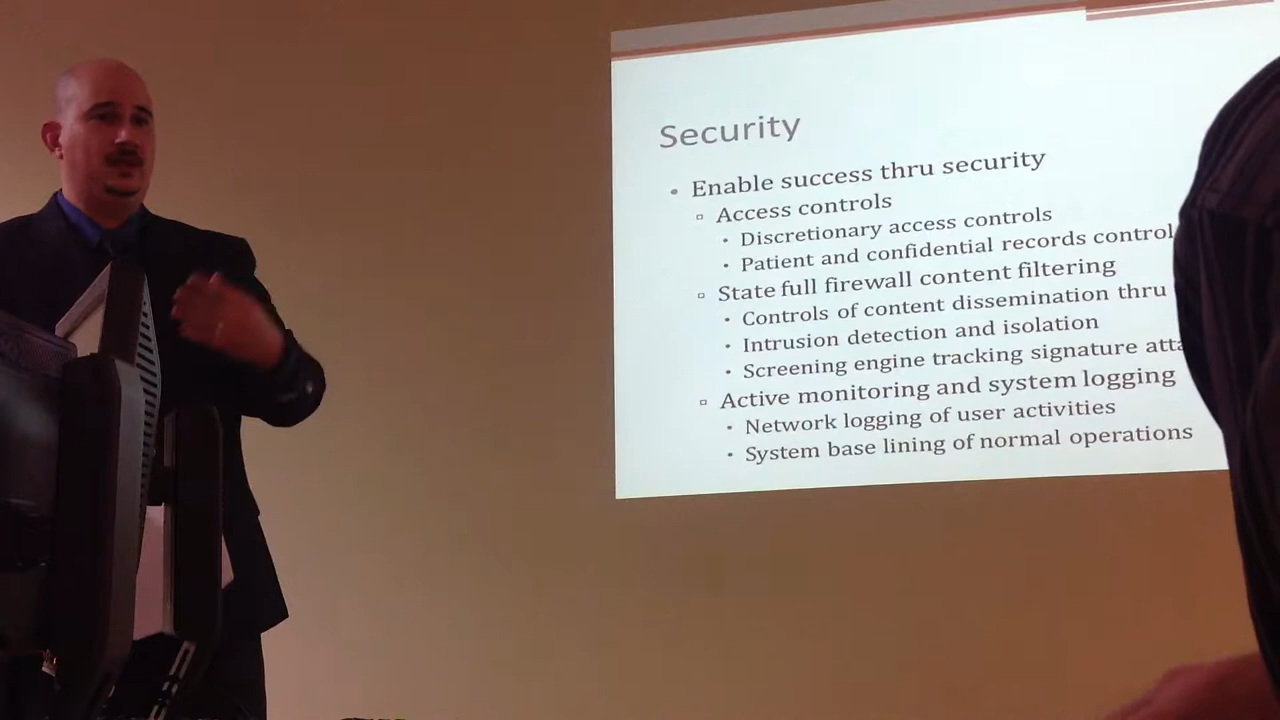 Security
• Enable success thru security
▫ Access controls
• Discretionary access controls
• Patient and confidential records control
▫ State full firewall content filtering
• Controls of content dissemination thru
• Intrusion detection and isolation
• Screening engine tracking signature
▫ Active monitoring and system logging
• Network logging of user activities
• System base lining of normal operations